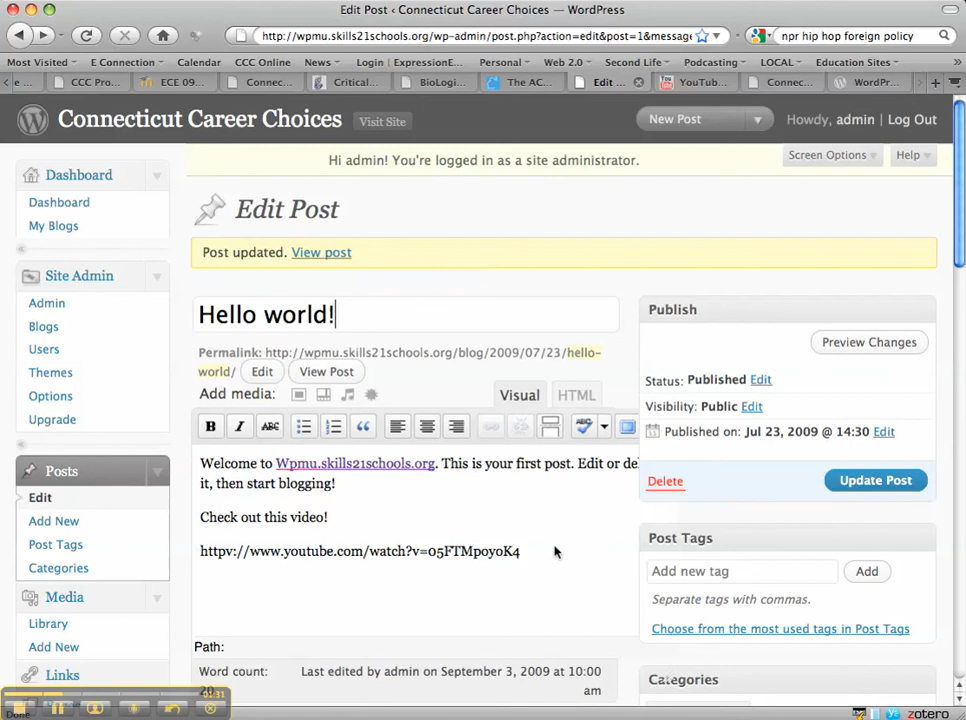 Edit Post ‹ Connecticut Career Choices — WordPress
http://wpmu.skills21schools.org/wp-admin/post.php?action=edit&post=1&message
npr hip hop foreign policy
Most Visited
E Connection
Calendar
CCC Online
News
Login | ExpressionE...
Personal
Web 2.0
Second Life
Podcasting
LOCAL
Education Sites
CCC Pro...
ECE 09...
Connec...
Critical...
BioLogi...
The AC...
Edit ...
YouTub...
Connec...
WordPr...
Connecticut Career Choices
Visit Site
New Post
Howdy, admin | Log Out
Hi admin! You're logged in as a site administrator.
Screen Options
Help
Dashboard
Dashboard
My Blogs
Site Admin
Admin
Blogs
Users
Themes
Options
Upgrade
Posts
Edit
Add New
Post Tags
Categories
Media
Library
Add New
Links
Edit Post
Post updated. View post
Hello world!
Permalink: http://wpmu.skills21schools.org/blog/2009/07/23/hello-
world/ Edit View Post
Add media:
Visual
HTML
B I ABC
ABC
Welcome to Wpmu.skills21schools.org. This is your first post. Edit or del
it, then start blogging!
Check out this video!
httpv://www.youtube.com/watch?v=05FTMpoyoK4
Path:
Word count:
20
Last edited by admin on September 3, 2009 at 10:00
am
Publish
Preview Changes
Status: Published Edit
Visibility: Public Edit
Published on: Jul 23, 2009 @ 14:30 Edit
Delete
Update Post
Post Tags
Add new tag
Add
Separate tags with commas.
Choose from the most used tags in Post Tags
Categories
Done
zotero